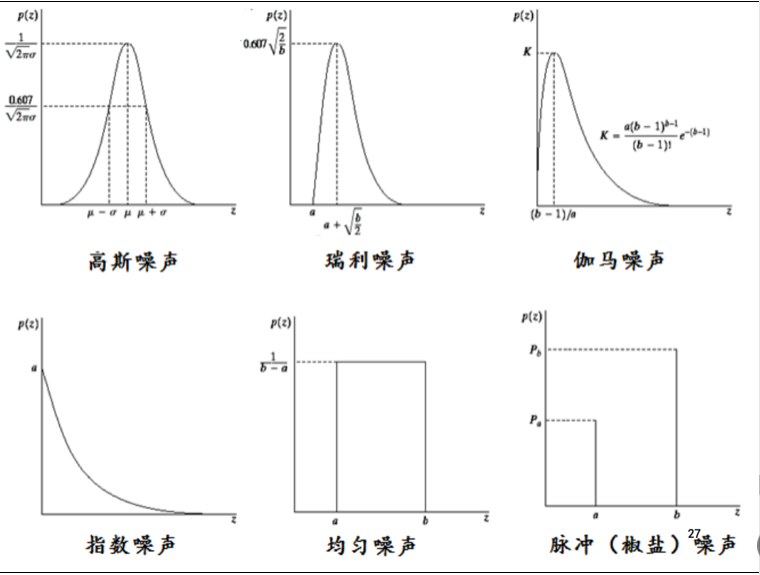 p(z) p(z) p(z)
1/√2πσ
0.607/√2πσ
μ − σ μ μ + σ z
高斯噪声
0.607√2/b
a z
a + √b/2
瑞利噪声
K
K = a(b − 1)^b−1/(b − 1)! e^−(b−1)
(b − 1)/a z
伽马噪声
p(z)
a
z
指数噪声
p(z)
1/b − a
a b z
均匀噪声
p(z)
P_b
P_a
a b z
脉冲（椒盐）噪声
27